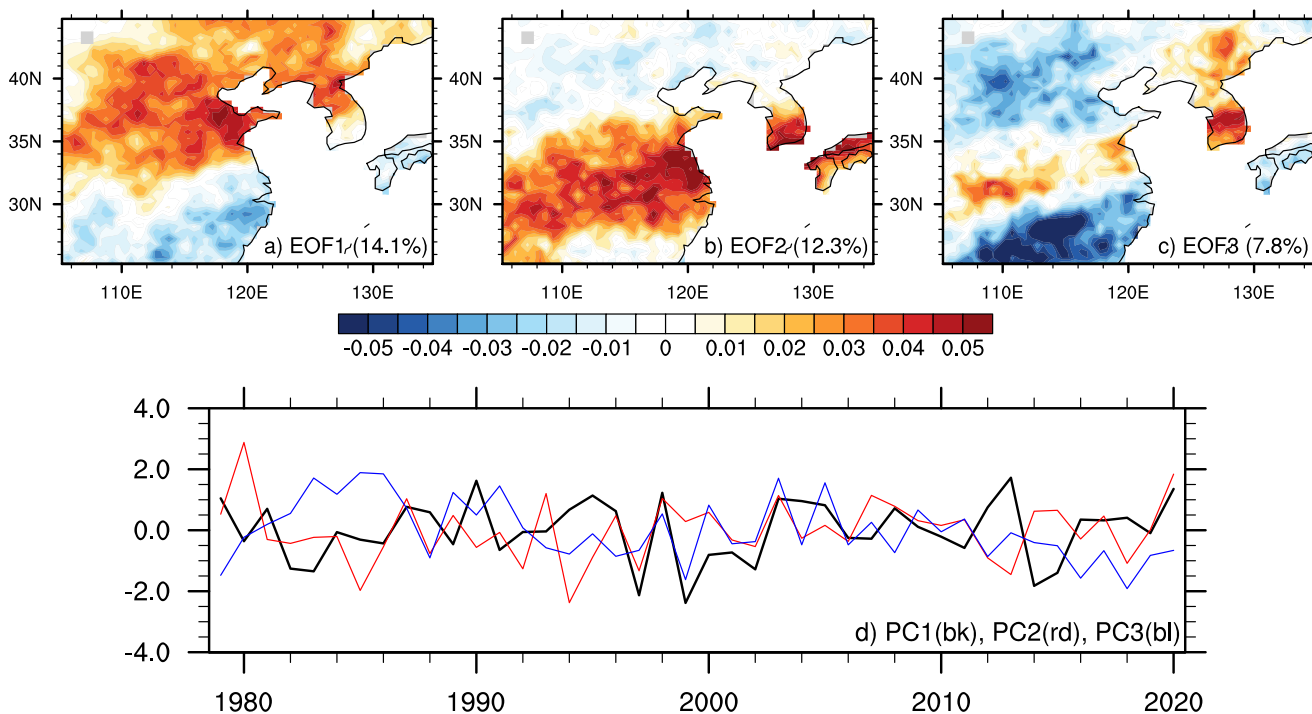 40N
35N
30N
a) EOF1 (14.1%)
110E 120E 130E
40N
35N
30N
b) EOF2 (12.3%)
110E 120E 130E
40N
35N
30N
c) EOF3 (7.8%)
110E 120E 130E
-0.05 -0.04 -0.03 -0.02 -0.01 0 0.01 0.02 0.03 0.04 0.05
4.0
2.0
0.0
-2.0
-4.0
d) PC1(bk), PC2(rd), PC3(bl)
1980 1990 2000 2010 2020